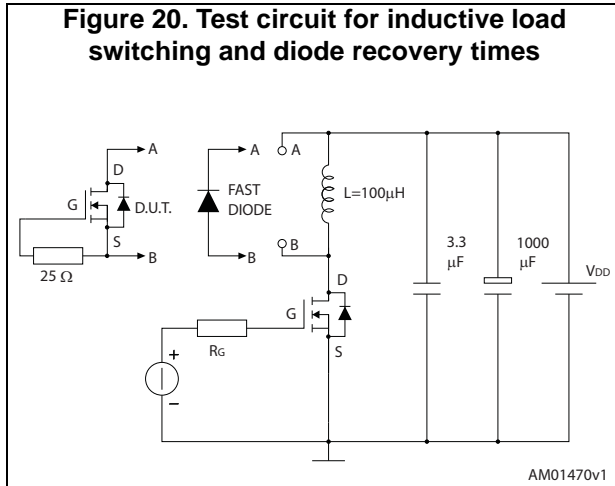 Figure 20. Test circuit for inductive load
switching and diode recovery times
A
D
G
D.U.T.
S
B
25 Ω
A
FAST
DIODE
B
A
B
L=100µH
D
G
S
RG
+
−
3.3
µF
1000
µF
VDD
AM01470v1